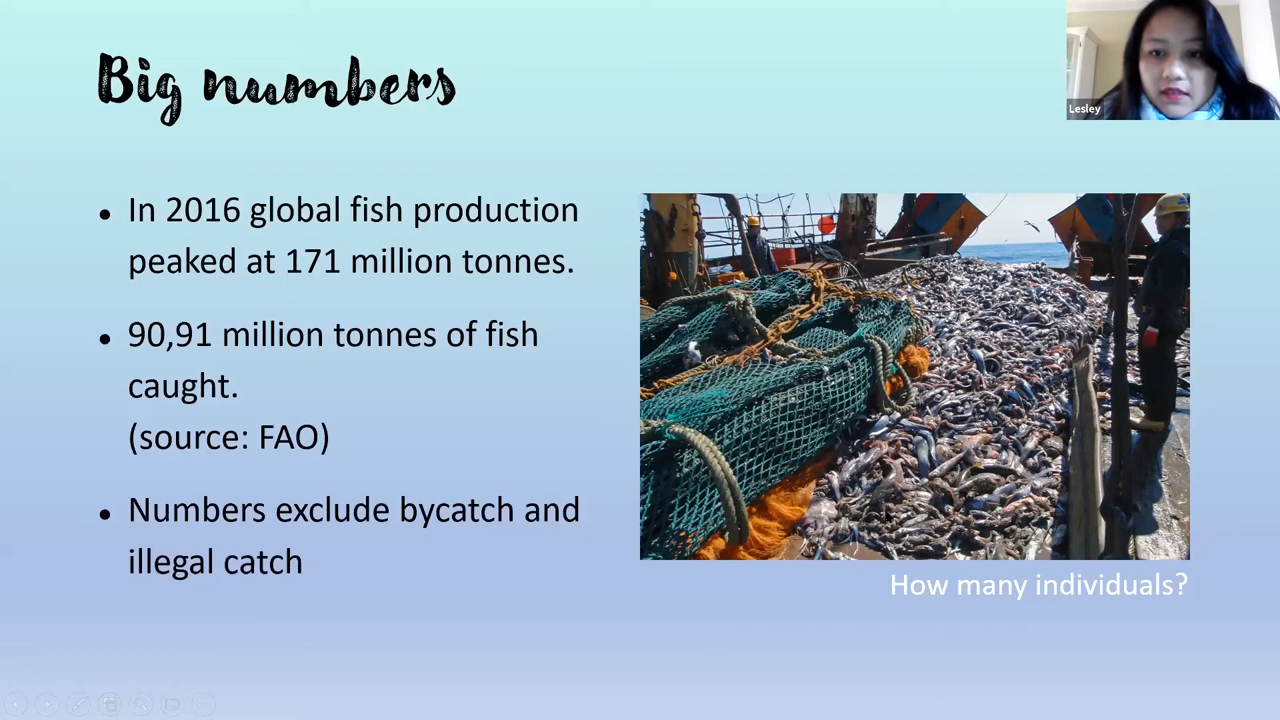 Big numbers
Lesley
• In 2016 global fish production
peaked at 171 million tonnes.
• 90,91 million tonnes of fish
caught.
(source: FAO)
• Numbers exclude bycatch and
illegal catch
How many individuals?